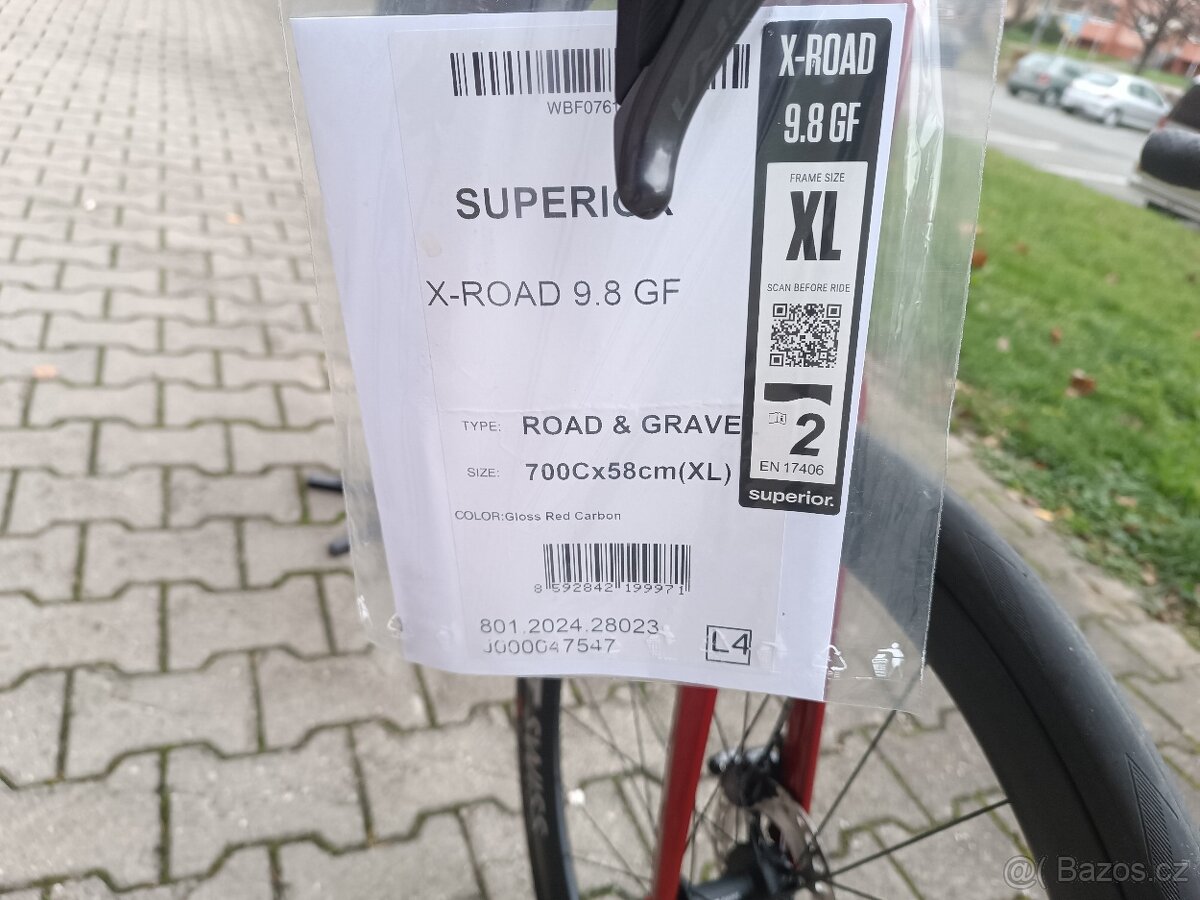 WBF076
SUPERIOR
X-ROAD 9.8 GF
TYPE: ROAD & GRAVE
SIZE: 700Cx58cm(XL)
COLOR:Gloss Red Carbon
8 592842 199971
801.2024.28023
J000047547
L4
X-ROAD
9.8 GF
FRAME SIZE
XL
SCAN BEFORE RIDE
2
EN 17406
superior.
@( Bazos.cz